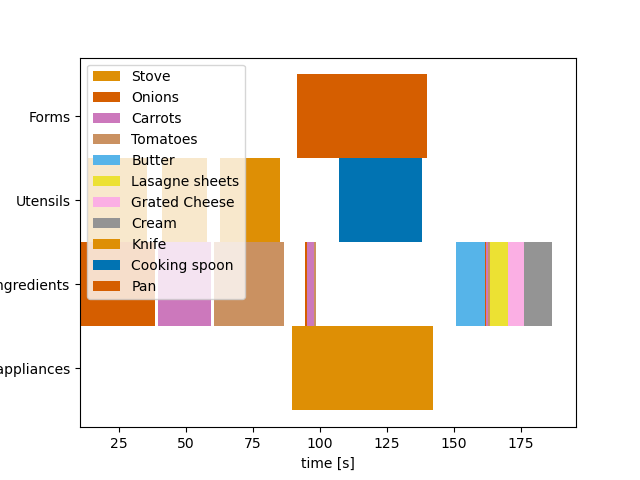 Forms
Utensils
ngredients
appliances
Stove
Onions
Carrots
Tomatoes
Butter
Lasagne sheets
Grated Cheese
Cream
Knife
Cooking spoon
Pan
25 50 75 100 125 150 175
time [s]